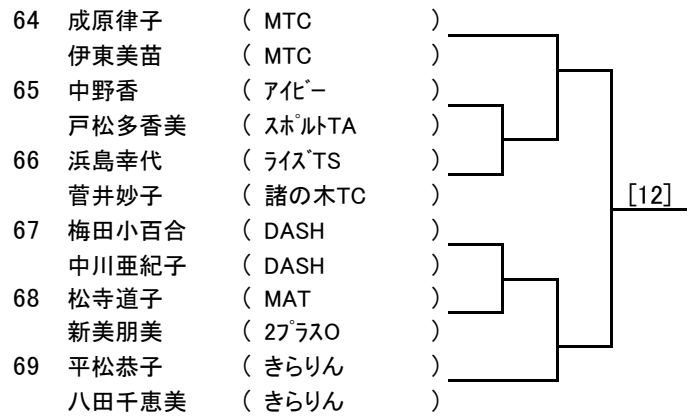 64 成原律子 ( MTC )
伊東美苗 ( MTC )
65 中野香 ( ｱｲﾋﾞｰ )
戸松多香美 ( ｽﾎﾟﾙﾄTA )
66 浜島幸代 ( ﾗｲｽﾞTS )
菅井妙子 ( 諸の木TC )
[12]
67 梅田小百合 ( DASH )
中川亜紀子 ( DASH )
68 松寺道子 ( MAT )
新美朋美 ( 2ﾌﾟﾗｽO )
69 平松恭子 ( きらりん )
八田千恵美 ( きらりん )